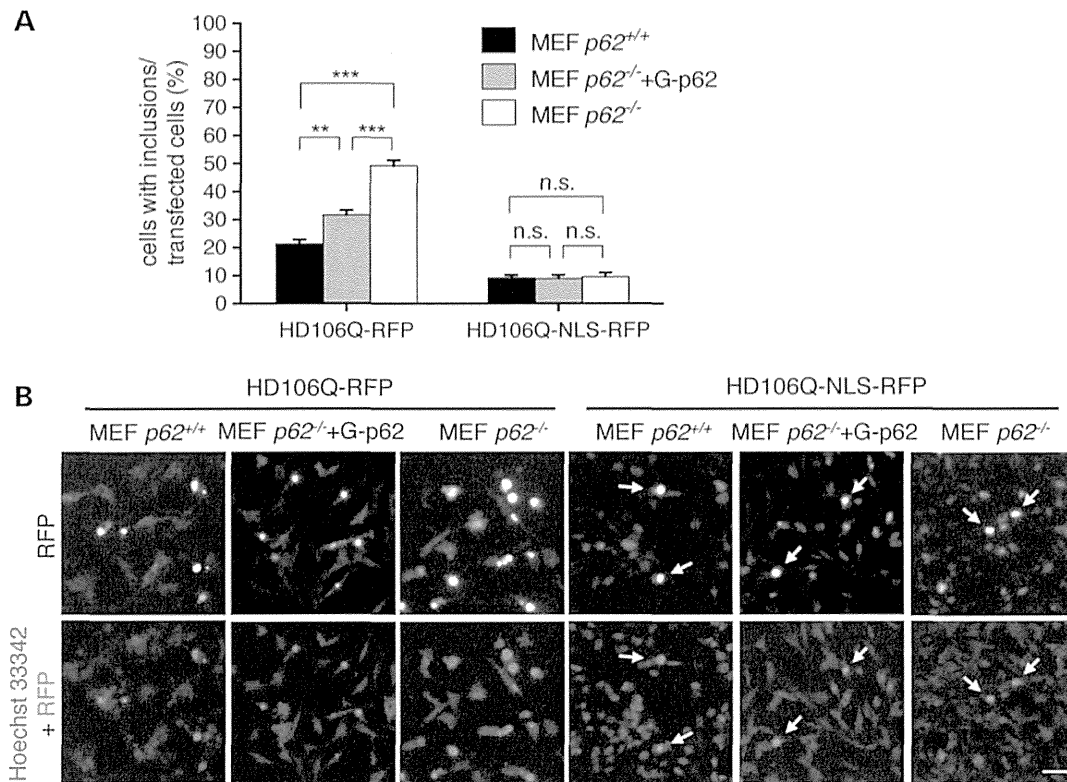 A
cells with inclusions/
transfected cells (%)
100
90
80
70
60
50
40
30
20
10
0
MEF p62+/+
MEF p62-/-+G-p62
MEF p62-/-
***
** ***
n.s.
n.s. n.s.
HD106Q-RFP HD106Q-NLS-RFP
B
HD106Q-RFP HD106Q-NLS-RFP
MEF p62+/+ MEF p62-/-+G-p62 MEF p62-/- MEF p62+/+ MEF p62-/-+G-p62 MEF p62-/-
RFP
Hoechst 33342
+ RFP